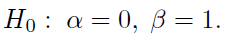 H₀ : α = 0, β = 1.